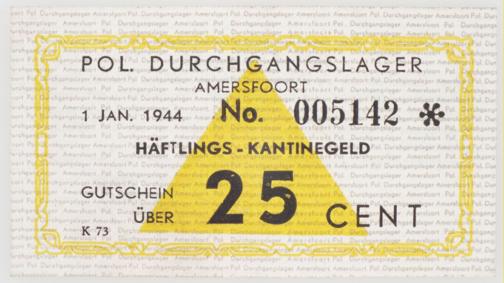 POL. DURCHGANGSLAGER
AMERSFOORT
1 JAN. 1944 No. 005142 *
HÄFTLINGS - KANTINEGELD
GUTSCHEIN
ÜBER 25 CENT
K 73